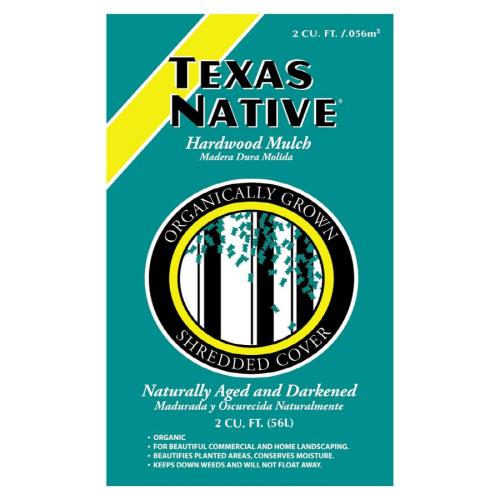 2 CU. FT. /.056m³
TEXAS
NATIVE®
Hardwood Mulch
Madera Dura Molida
ORGANICALLY GROWN
SHREDDED COVER
Naturally Aged and Darkened
Madurada y Oscurecida Naturalmente
2 CU. FT. (56L)
• ORGANIC
• FOR BEAUTIFUL COMMERCIAL AND HOME LANDSCAPING.
• BEAUTIFIES PLANTED AREAS, CONSERVES MOISTURE.
• KEEPS DOWN WEEDS AND WILL NOT FLOAT AWAY.